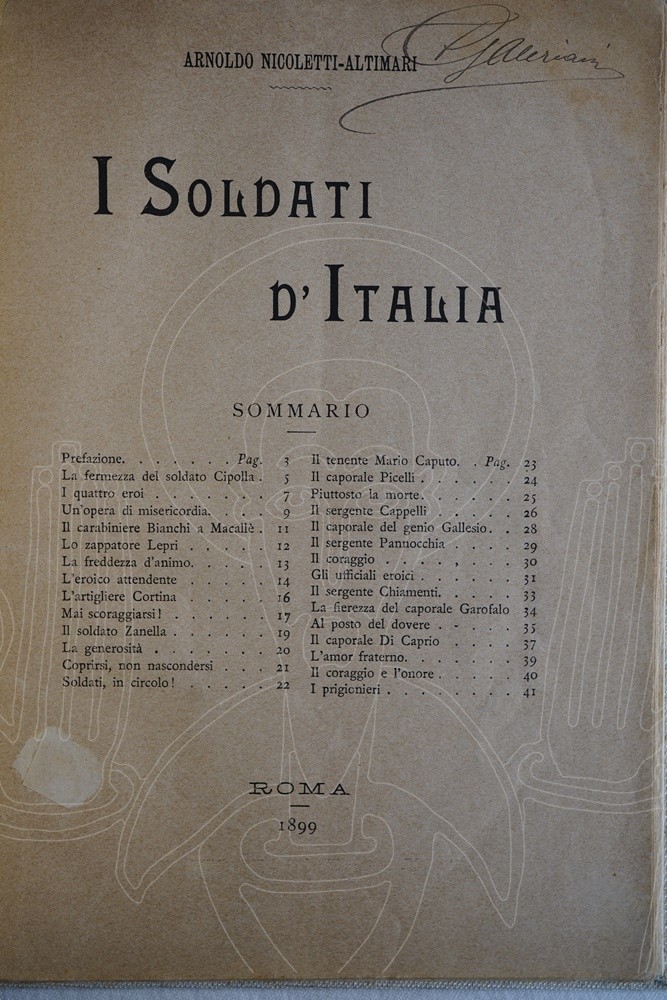 ARNOLDO NICOLETTI-ALTIMARI
I SOLDATI
D'ITALIA
SOMMARIO
Prefazione. . . . . . . Pag. 3
La fermezza del soldato Cipolla . 5
I quattro eroi . . . . . . . 7
Un'opera di misericordia. . . . 9
Il carabiniere Bianchi a Macallè . 11
Lo zappatore Lepri . . . . . 12
La freddezza d'animo. . . . . 13
L'eroico attendente . . . . . 14
L'artigliere Cortina . . . . . 16
Mai scoraggiarsi! . . . . . . 17
Il soldato Zanella . . . . . . 19
La generosità . . . . . . . 20
Coprirsi, non nascondersi . . . 21
Soldati, in circolo! . . . . . 22
Il tenente Mario Caputo. . Pag. 23
Il caporale Picelli . . . . . . 24
Piuttosto la morte. . . . . . 25
Il sergente Cappelli . . . . . 26
Il caporale del genio Gallesio. . 28
Il sergente Pannocchia . . . . 29
Il coraggio . . . . . . . . 30
Gli ufficiali eroici . . . . . . 31
Il sergente Chiamenti. . . . . 33
La fierezza del caporale Garofalo 34
Al posto del dovere . . . . . 35
Il caporale Di Caprio . . . . 37
L'amor fraterno. . . . . . . 39
Il coraggio e l'onore . . . . . 40
I prigionieri . . . . . . . . 41
ROMA
1899